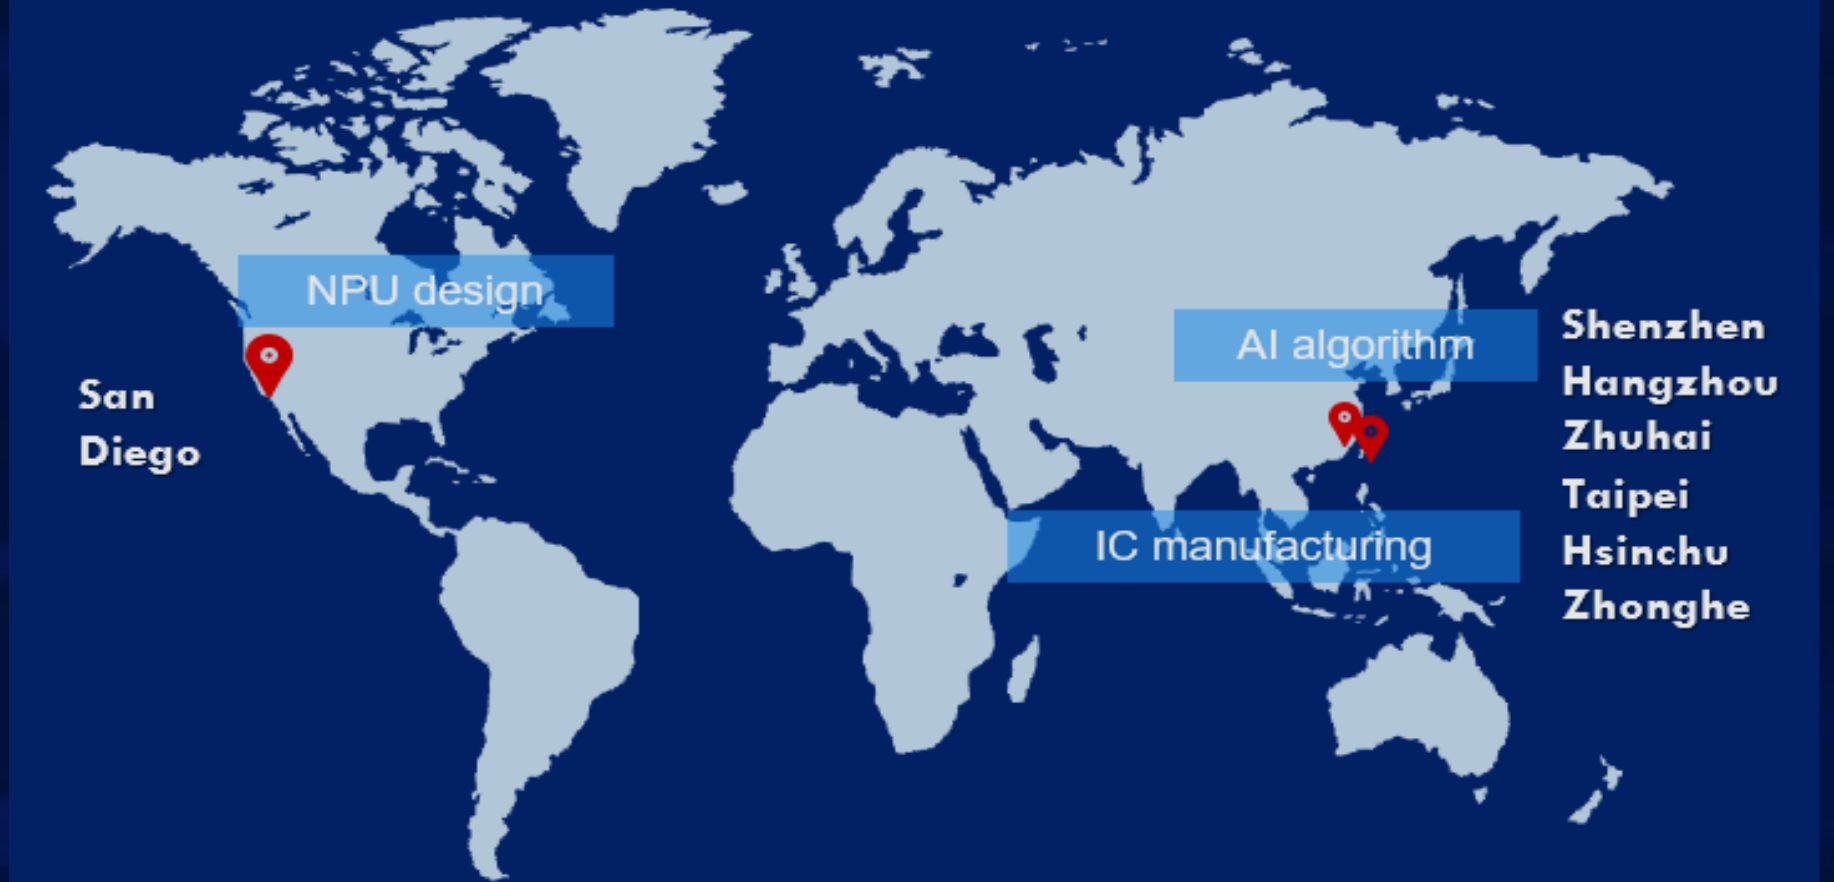 NPU design
San
Diego
AI algorithm
IC manufacturing
Shenzhen
Hangzhou
Zhuhai
Taipei
Hsinchu
Zhonghe